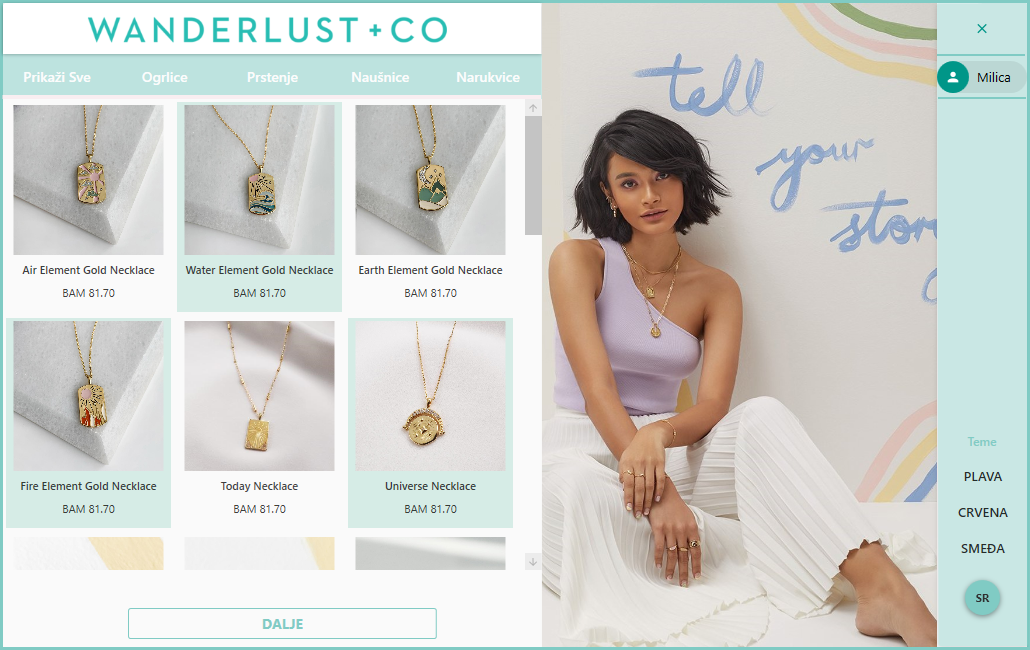 WANDERLUST + CO
Prikaži Sve
Ogrlice
Prstenje
Naušnice
Narukvice
Air Element Gold Necklace
BAM 81.70
Water Element Gold Necklace
BAM 81.70
Earth Element Gold Necklace
BAM 81.70
Fire Element Gold Necklace
BAM 81.70
Today Necklace
BAM 81.70
Universe Necklace
BAM 81.70
DALJE
tell
your
stor
Milica
Teme
PLAVA
CRVENA
SMEĐA
SR